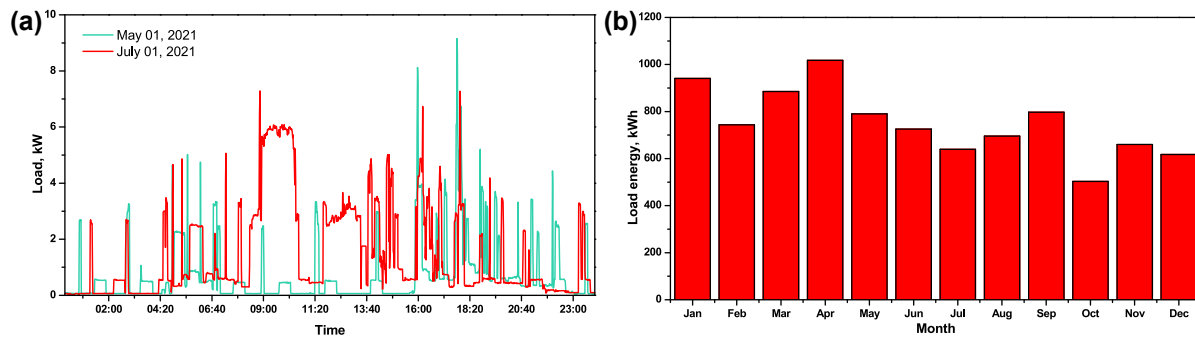 (a)
May 01, 2021
July 01, 2021
Load, kW
10
8
6
4
2
0
02:00 04:20 06:40 09:00 11:20 13:40 16:00 18:20 20:40 23:00
Time
(b)
Load energy, kWh
1200
1000
800
600
400
200
0
Jan Feb Mar Apr May Jun Jul Aug Sep Oct Nov Dec
Month